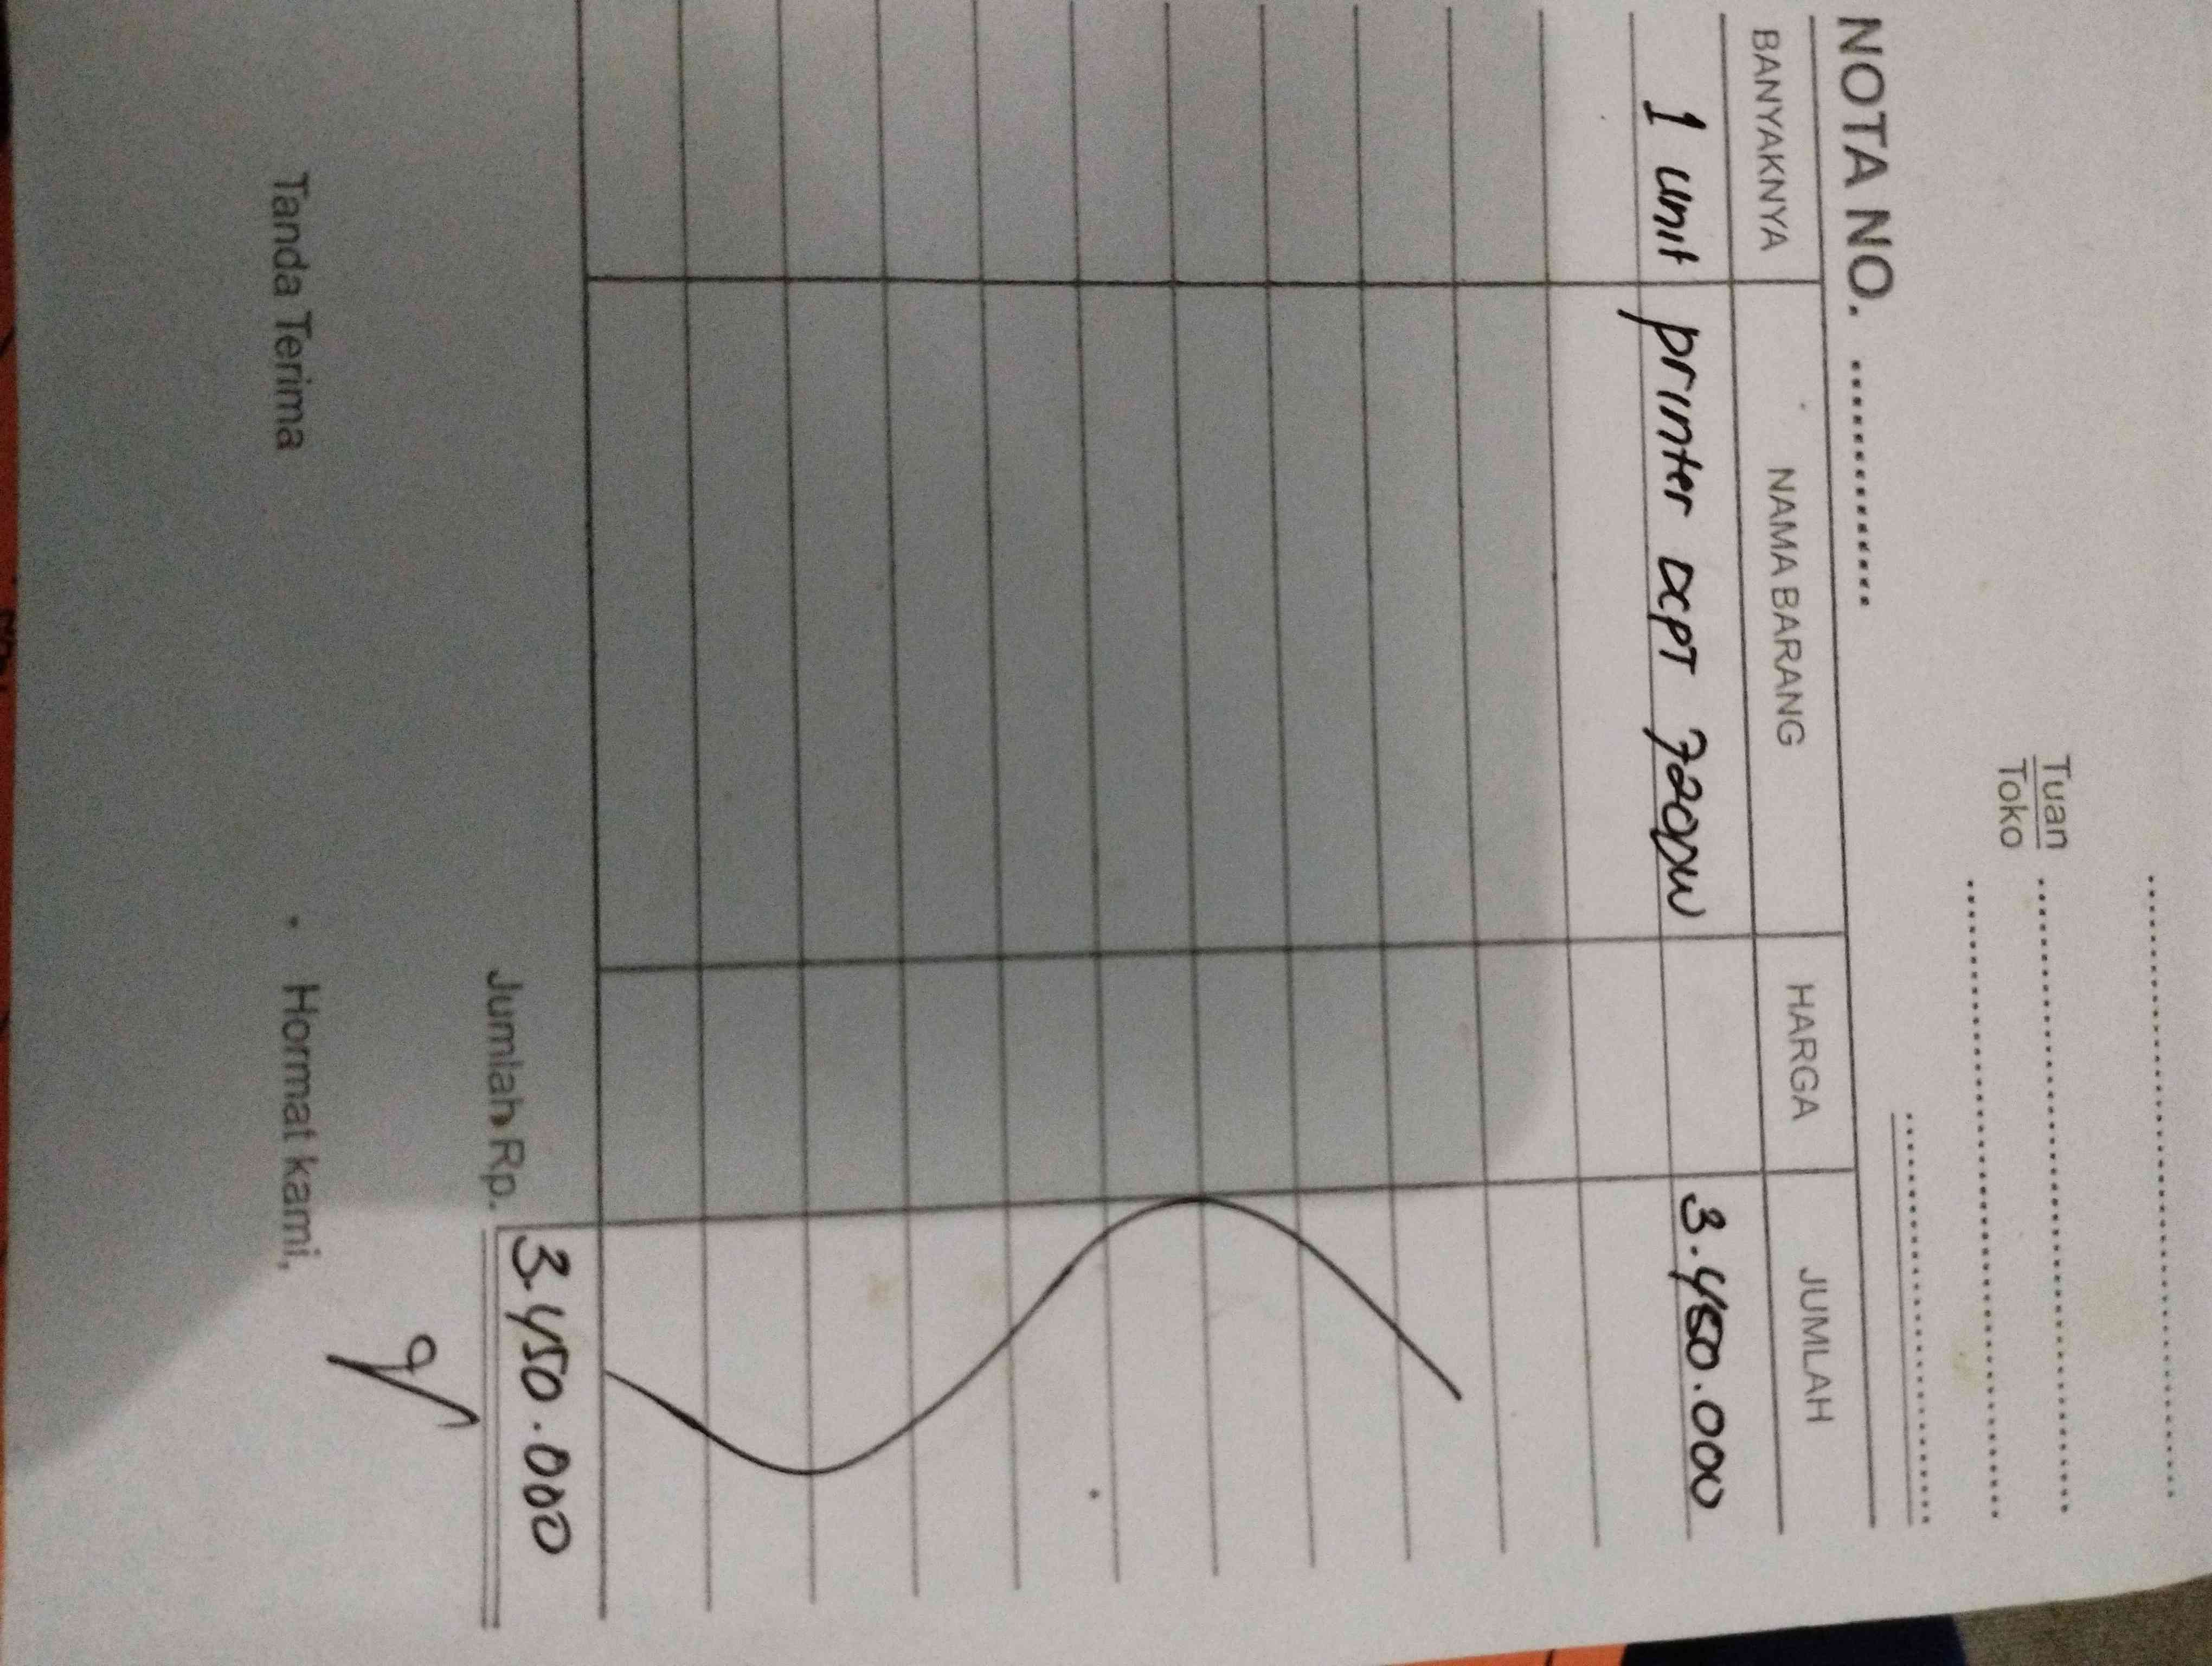 Tuan
Toko
NOTA NO. ...............
BANYAKNYA NAMA BARANG HARGA JUMLAH
1 unit printer DCPT 720DW 3.450.000
Jumlah Rp. 3.450.000
Tanda Terima Hormat kami,